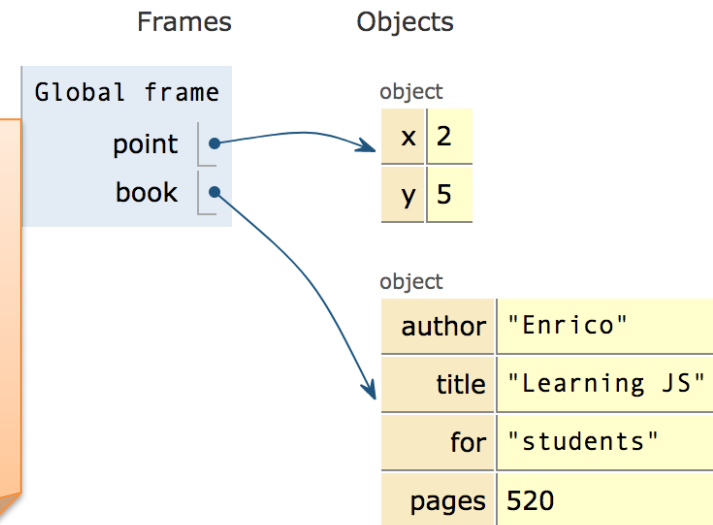 Frames Objects
Global frame
point
book
object
x 2
y 5
object
author "Enrico"
title "Learning JS"
for "students"
pages 520